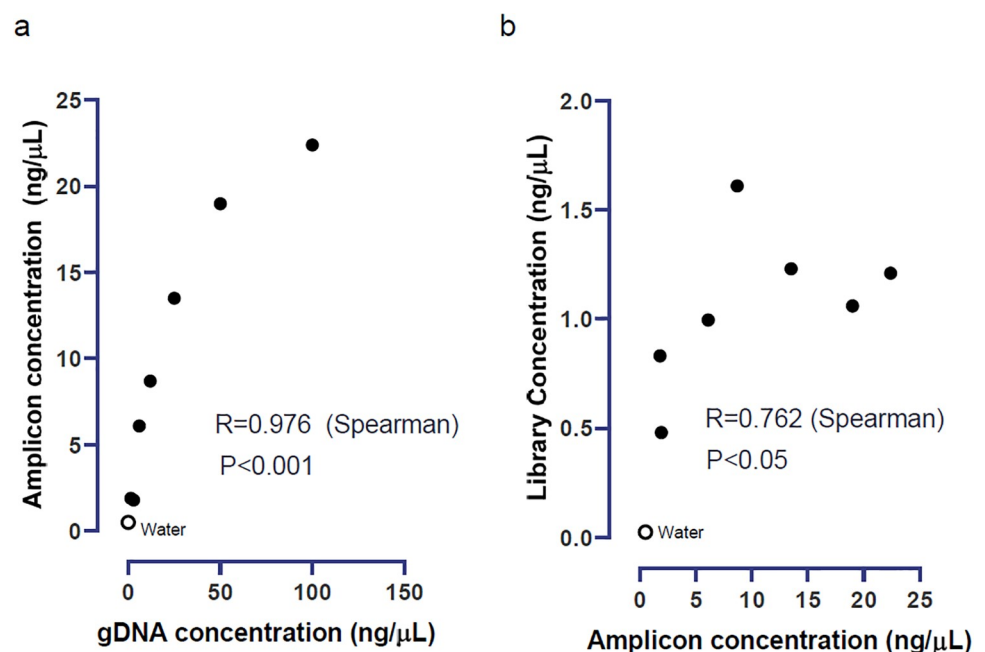 a
25
20
15
10
5
0
Amplicon concentration (ng/μL)
R=0.976 (Spearman)
P<0.001
Water
0 50 100 150
gDNA concentration (ng/μL)
b
2.0
1.5
1.0
0.5
0.0
Library Concentration (ng/μL)
R=0.762 (Spearman)
P<0.05
Water
0 5 10 15 20 25
Amplicon concentration (ng/μL)